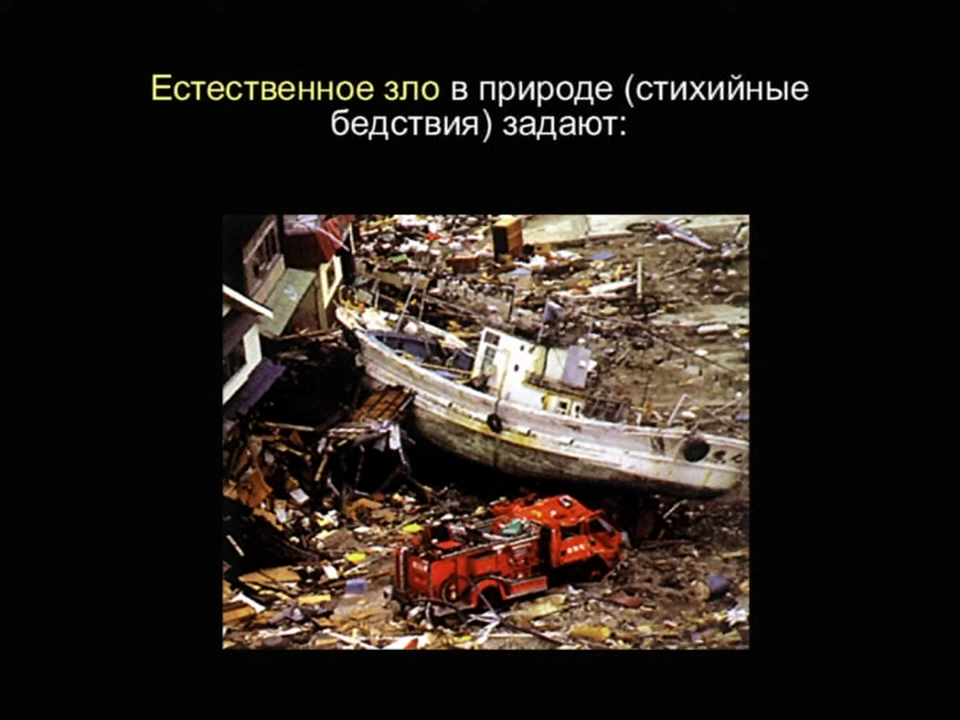 Естественное зло в природе (стихийные
бедствия) задают: